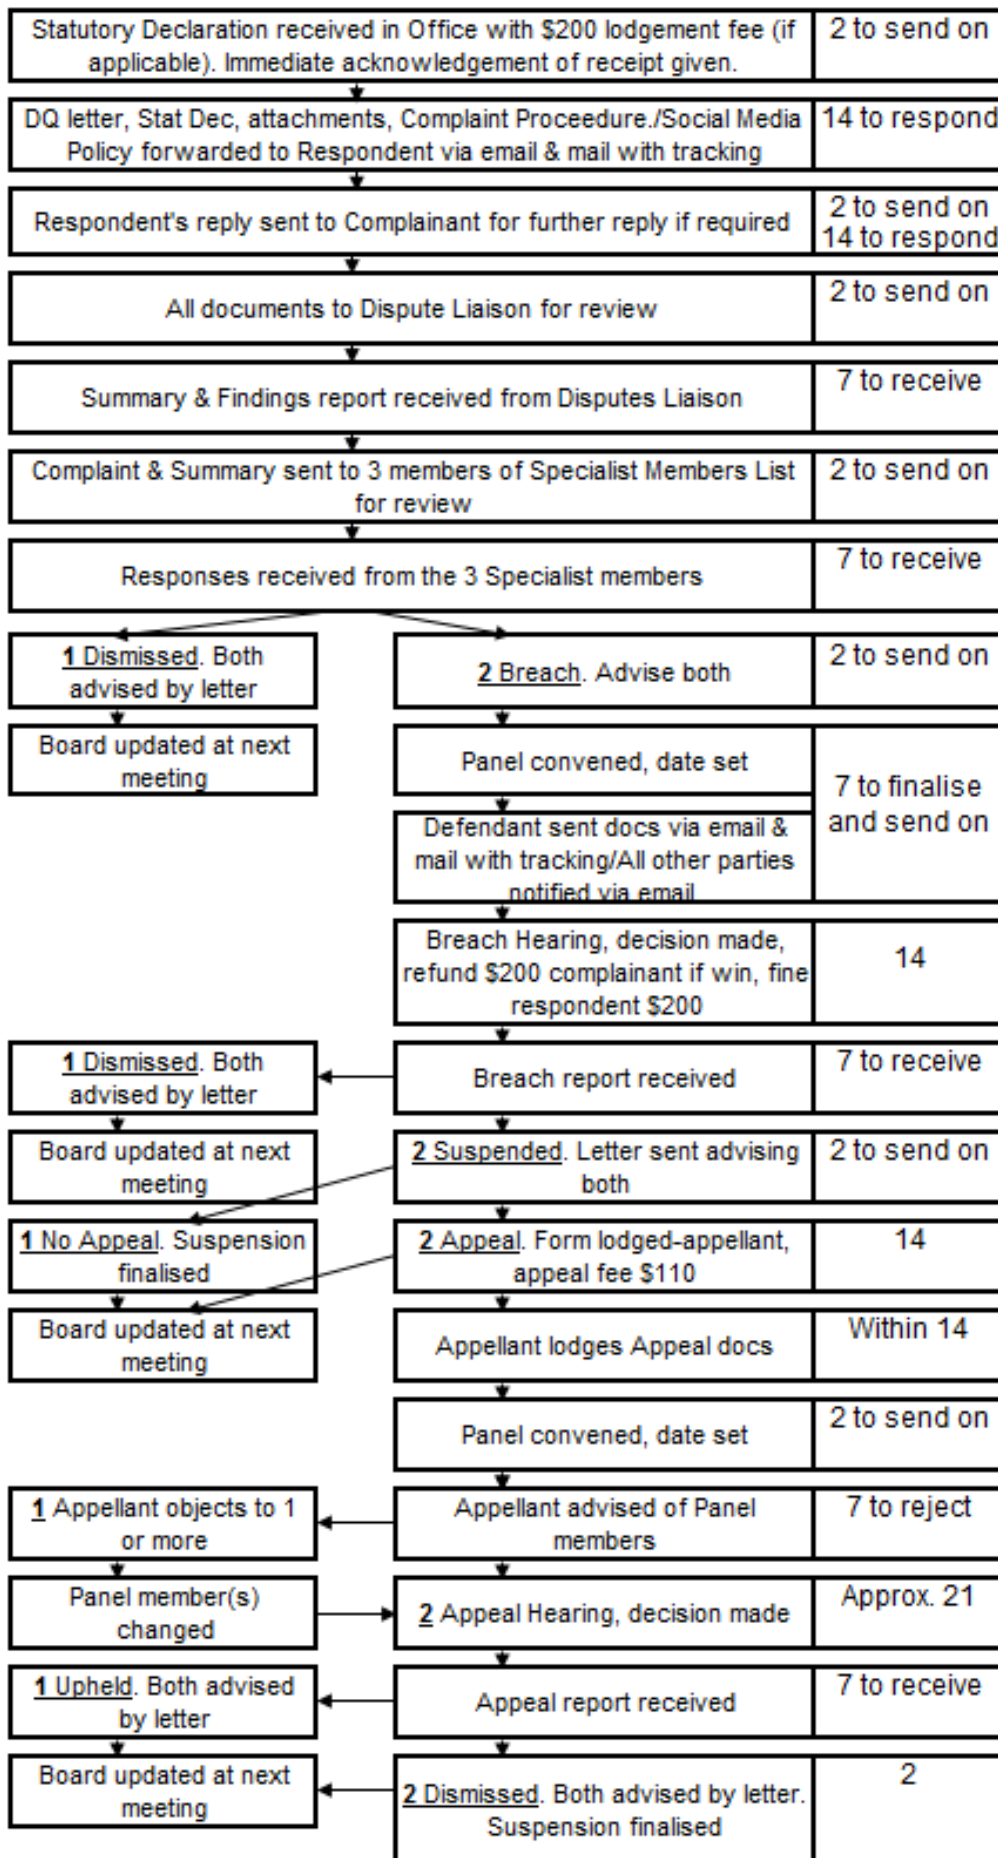 Statutory Declaration received in Office with $200 lodgement fee (if
applicable). Immediate acknowledgement of receipt given.
2 to send on
DQ letter, Stat Dec, attachments, Complaint Proceedure./Social Media
Policy forwarded to Respondent via email & mail with tracking
14 to respond
Respondent's reply sent to Complainant for further reply if required
2 to send on
14 to respond
All documents to Dispute Liaison for review
2 to send on
Summary & Findings report received from Disputes Liaison
7 to receive
Complaint & Summary sent to 3 members of Specialist Members List
for review
2 to send on
Responses received from the 3 Specialist members
7 to receive
1 Dismissed. Both
advised by letter
2 Breach. Advise both
2 to send on
Board updated at next
meeting
Panel convened, date set
7 to finalise
and send on
Defendant sent docs via email &
mail with tracking/All other parties
notified via email
Breach Hearing, decision made,
refund $200 complainant if win, fine
respondent $200
14
1 Dismissed. Both
advised by letter
Breach report received
7 to receive
Board updated at next
meeting
2 Suspended. Letter sent advising
both
2 to send on
1 No Appeal. Suspension
finalised
2 Appeal. Form lodged-appellant,
appeal fee $110
14
Board updated at next
meeting
Appellant lodges Appeal docs
Within 14
Panel convened, date set
2 to send on
1 Appellant objects to 1
or more
Appellant advised of Panel
members
7 to reject
Panel member(s)
changed
2 Appeal Hearing, decision made
Approx. 21
1 Upheld. Both advised
by letter
Appeal report received
7 to receive
Board updated at next
meeting
2 Dismissed. Both advised by letter.
Suspension finalised
2